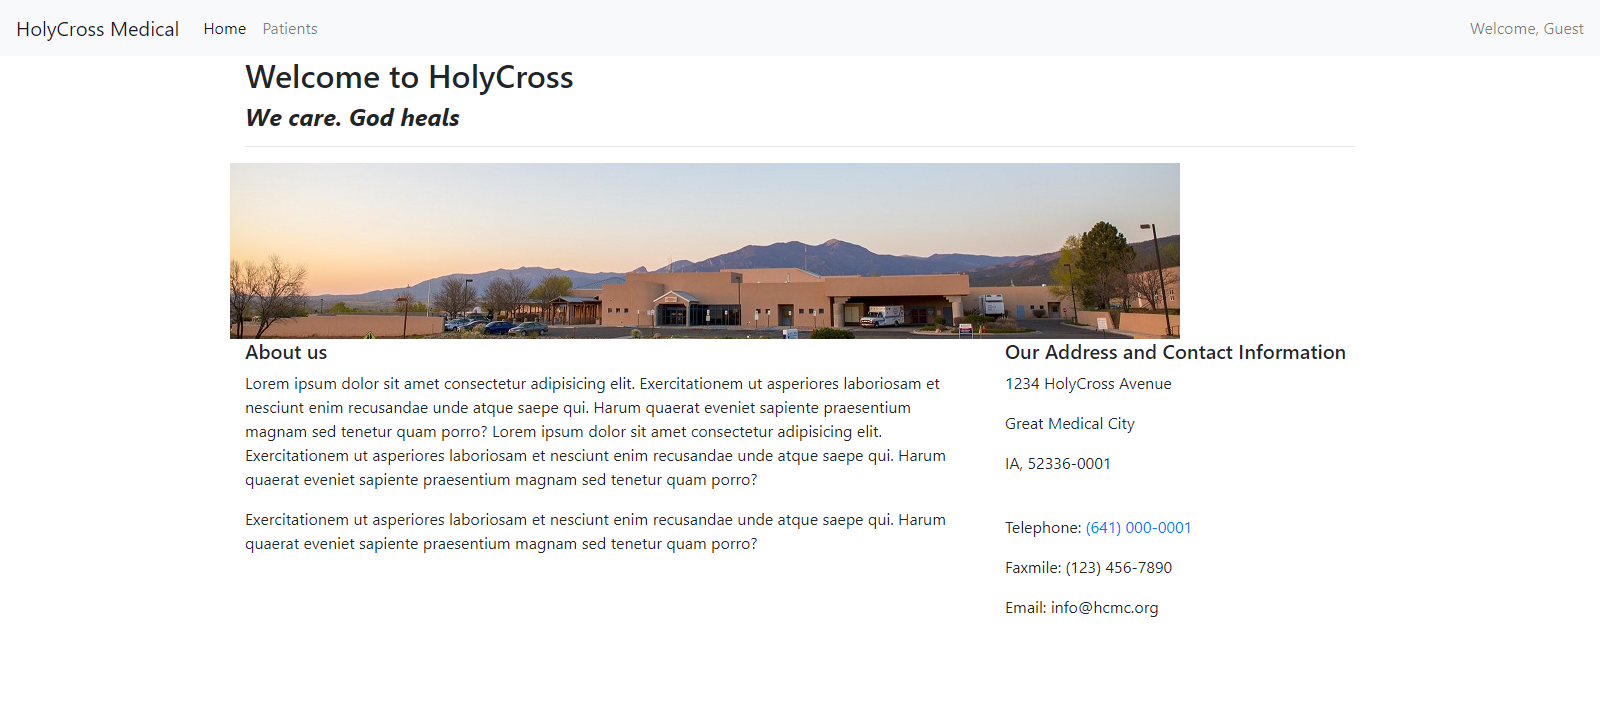 HolyCross Medical Home Patients Welcome, Guest
Welcome to HolyCross
We care. God heals
About us
Lorem ipsum dolor sit amet consectetur adipisicing elit. Exercitationem ut asperiores laboriosam et
nesciunt enim recusandae unde atque saepe qui. Harum quaerat eveniet sapiente praesentium
magnam sed tenetur quam porro? Lorem ipsum dolor sit amet consectetur adipisicing elit.
Exercitationem ut asperiores laboriosam et nesciunt enim recusandae unde atque saepe qui. Harum
quaerat eveniet sapiente praesentium magnam sed tenetur quam porro?
Exercitationem ut asperiores laboriosam et nesciunt enim recusandae unde atque saepe qui. Harum
quaerat eveniet sapiente praesentium magnam sed tenetur quam porro?
Our Address and Contact Information
1234 HolyCross Avenue
Great Medical City
IA, 52336-0001
Telephone: (641) 000-0001
Faxmile: (123) 456-7890
Email: info@hcmc.org